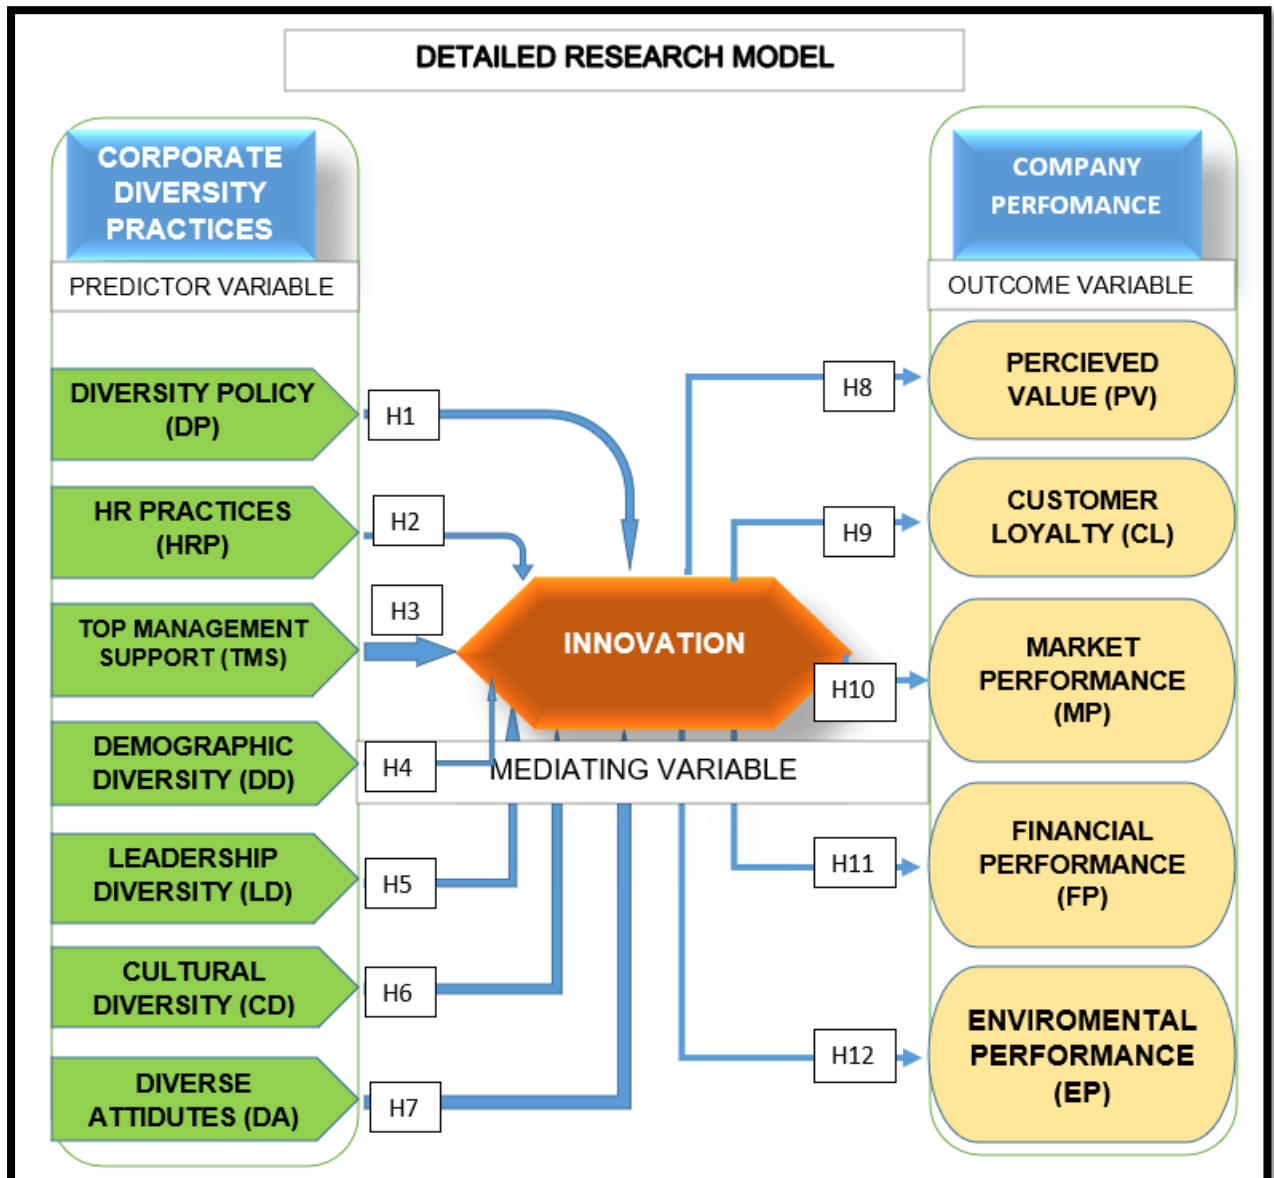 DETAILED RESEARCH MODEL
CORPORATE
DIVERSITY
PRACTICES
PREDICTOR VARIABLE
DIVERSITY POLICY
(DP)
HR PRACTICES
(HRP)
TOP MANAGEMENT
SUPPORT (TMS)
DEMOGRAPHIC
DIVERSITY (DD)
LEADERSHIP
DIVERSITY (LD)
CULTURAL
DIVERSITY (CD)
DIVERSE
ATTIDUTES (DA)
H1
H2
H3
H4
H5
H6
H7
INNOVATION
MEDIATING VARIABLE
H8
H9
H10
H11
H12
COMPANY
PERFOMANCE
OUTCOME VARIABLE
PERCIEVED
VALUE (PV)
CUSTOMER
LOYALTY (CL)
MARKET
PERFORMANCE
(MP)
FINANCIAL
PERFORMANCE
(FP)
ENVIROMENTAL
PERFORMANCE
(EP)